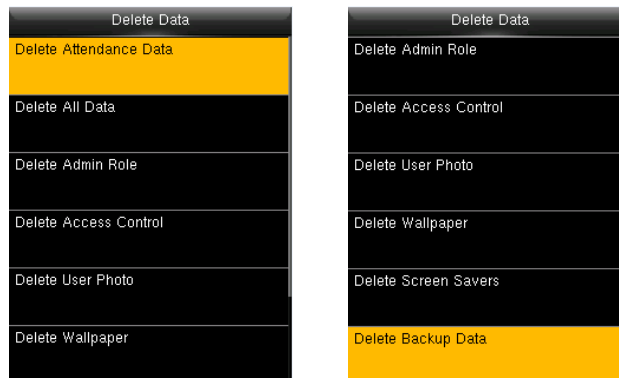 Delete Data
Delete Attendance Data
Delete All Data
Delete Admin Role
Delete Access Control
Delete User Photo
Delete Wallpaper
Delete Data
Delete Admin Role
Delete Access Control
Delete User Photo
Delete Wallpaper
Delete Screen Savers
Delete Backup Data